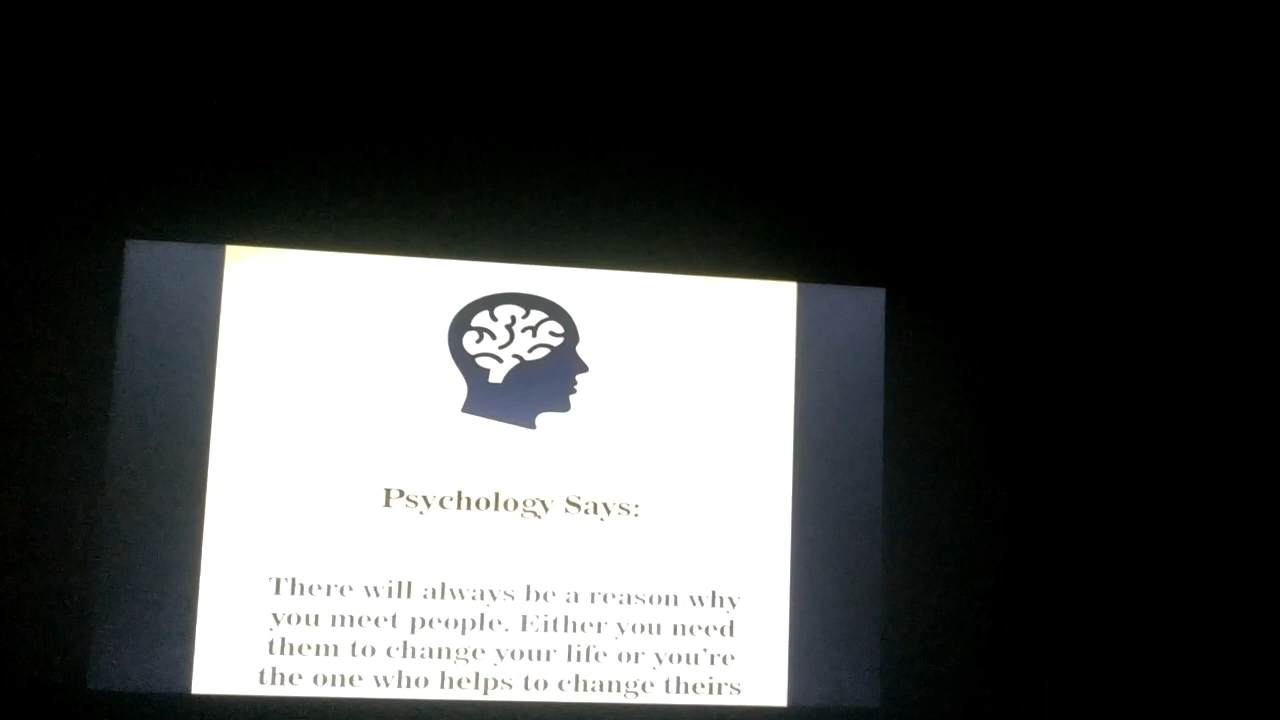 Psychology Says:
There will always be a reason why
you meet people. Either you need
them to change your life or you're
the one who helps to change theirs